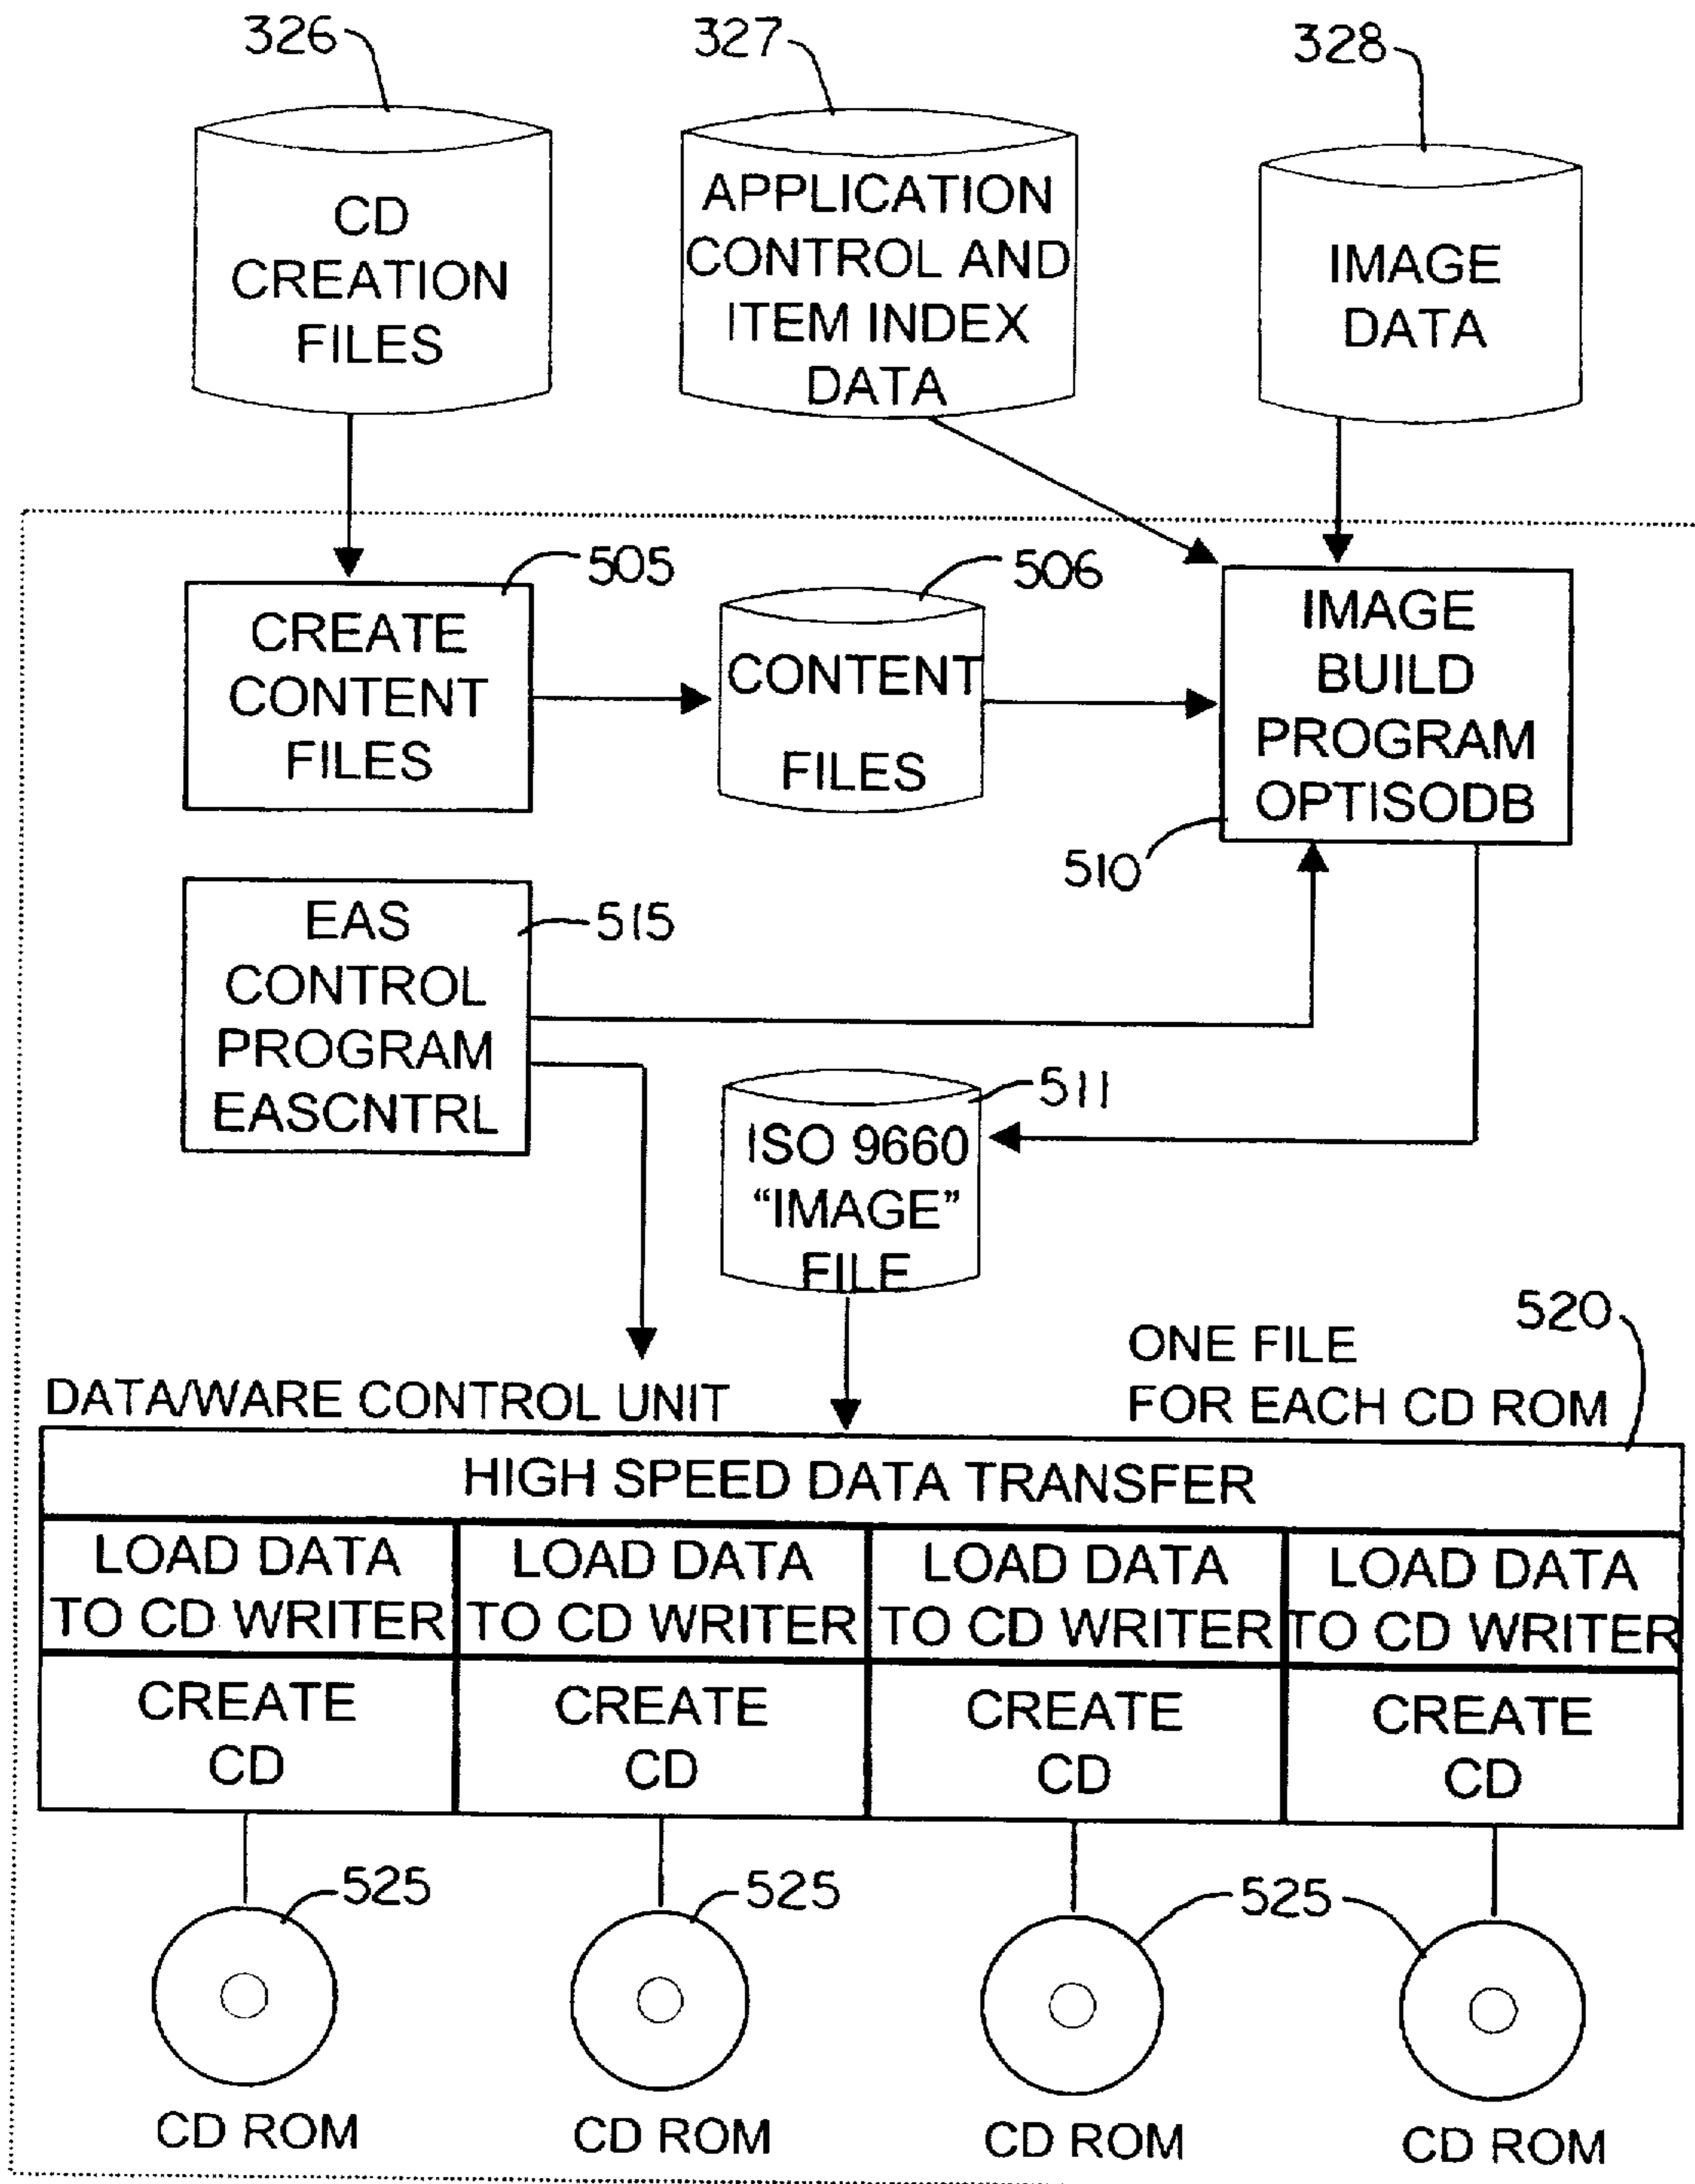 326
327
328
CD
CREATION
FILES
APPLICATION
CONTROL AND
ITEM INDEX
DATA
IMAGE
DATA
505
506
CREATE
CONTENT
FILES
CONTENT
FILES
IMAGE
BUILD
PROGRAM
OPTISODB
510
EAS
CONTROL
PROGRAM
EASCNTRL
515
511
ISO 9660
“IMAGE”
FILE
520
ONE FILE
FOR EACH CD ROM
DATA/WARE CONTROL UNIT
HIGH SPEED DATA TRANSFER
LOAD DATA
TO CD WRITER
LOAD DATA
TO CD WRITER
LOAD DATA
TO CD WRITER
LOAD DATA
TO CD WRITER
CREATE
CD
CREATE
CD
CREATE
CD
CREATE
CD
525
525
525
CD ROM
CD ROM
CD ROM
CD ROM